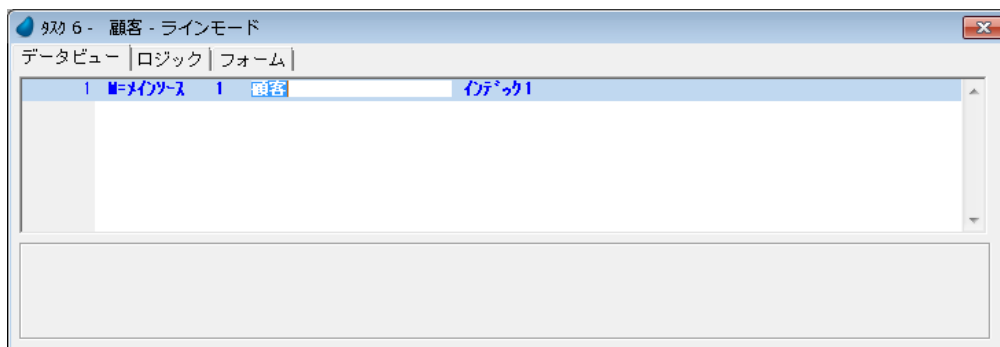 ﾀｽｸ 6 - 顧客 - ラインモード
データビュー ロジック フォーム
1 M=ﾒｲﾝｿｰｽ 1 顧客 ｲﾝﾃﾞｯｸ1